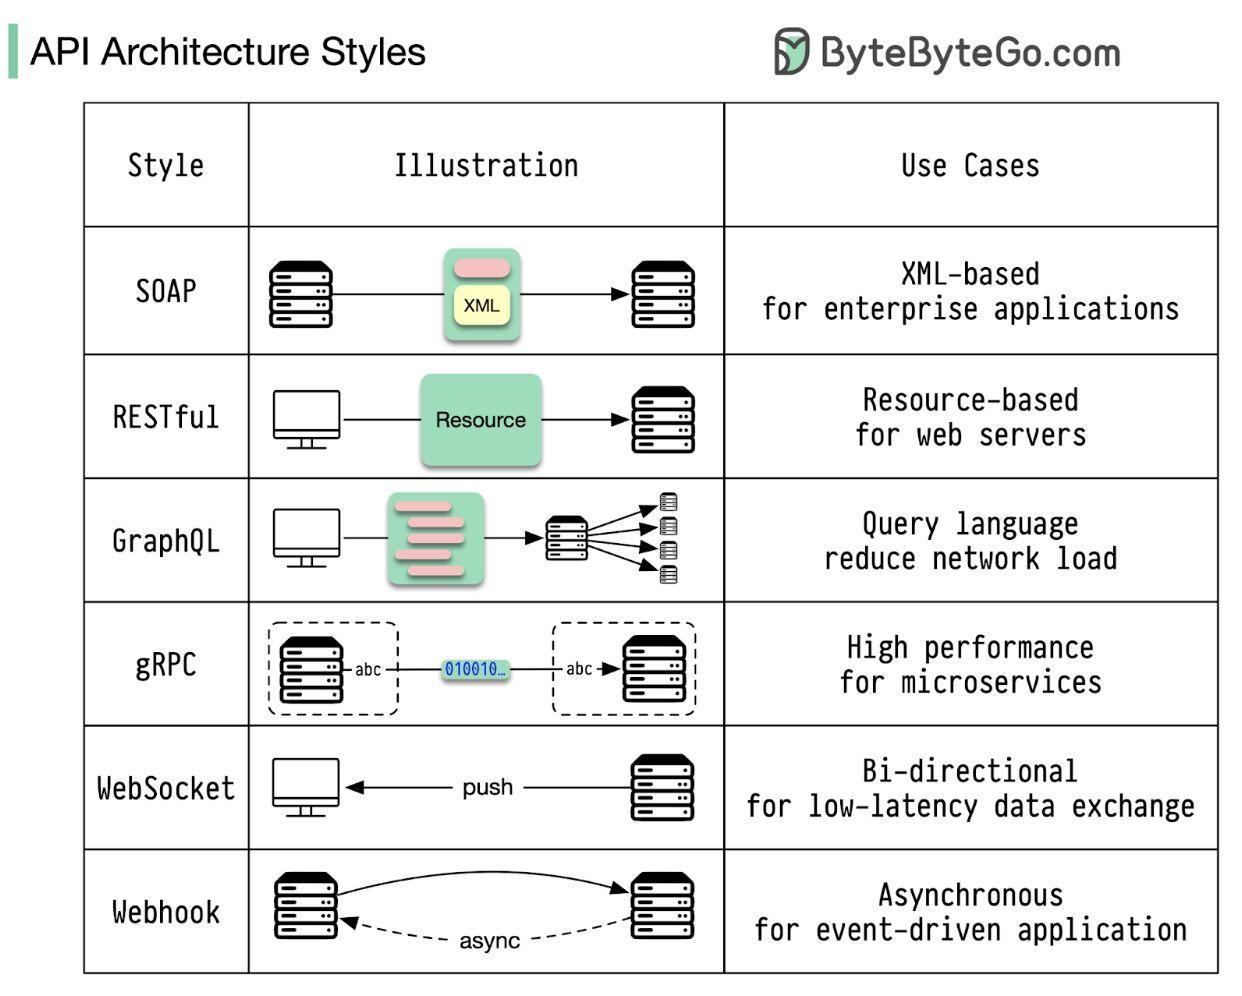 API Architecture Styles
ByteByteGo.com
Style
Illustration
Use Cases
SOAP
XML
XML-based
for enterprise applications
RESTful
Resource
Resource-based
for web servers
GraphQL
Query language
reduce network load
gRPC
abc
010010…
abc
High performance
for microservices
WebSocket
push
Bi-directional
for low-latency data exchange
Webhook
async
Asynchronous
for event-driven application